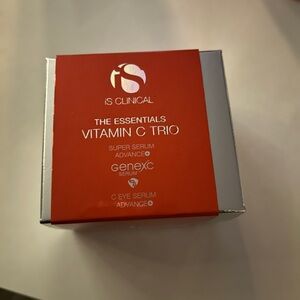 iS
iS CLINICAL
THE ESSENTIALS
VITAMIN C TRIO
SUPER SERUM
ADVANCE+
GENEXC
SERUM
C EYE SERUM
ADVANCE+